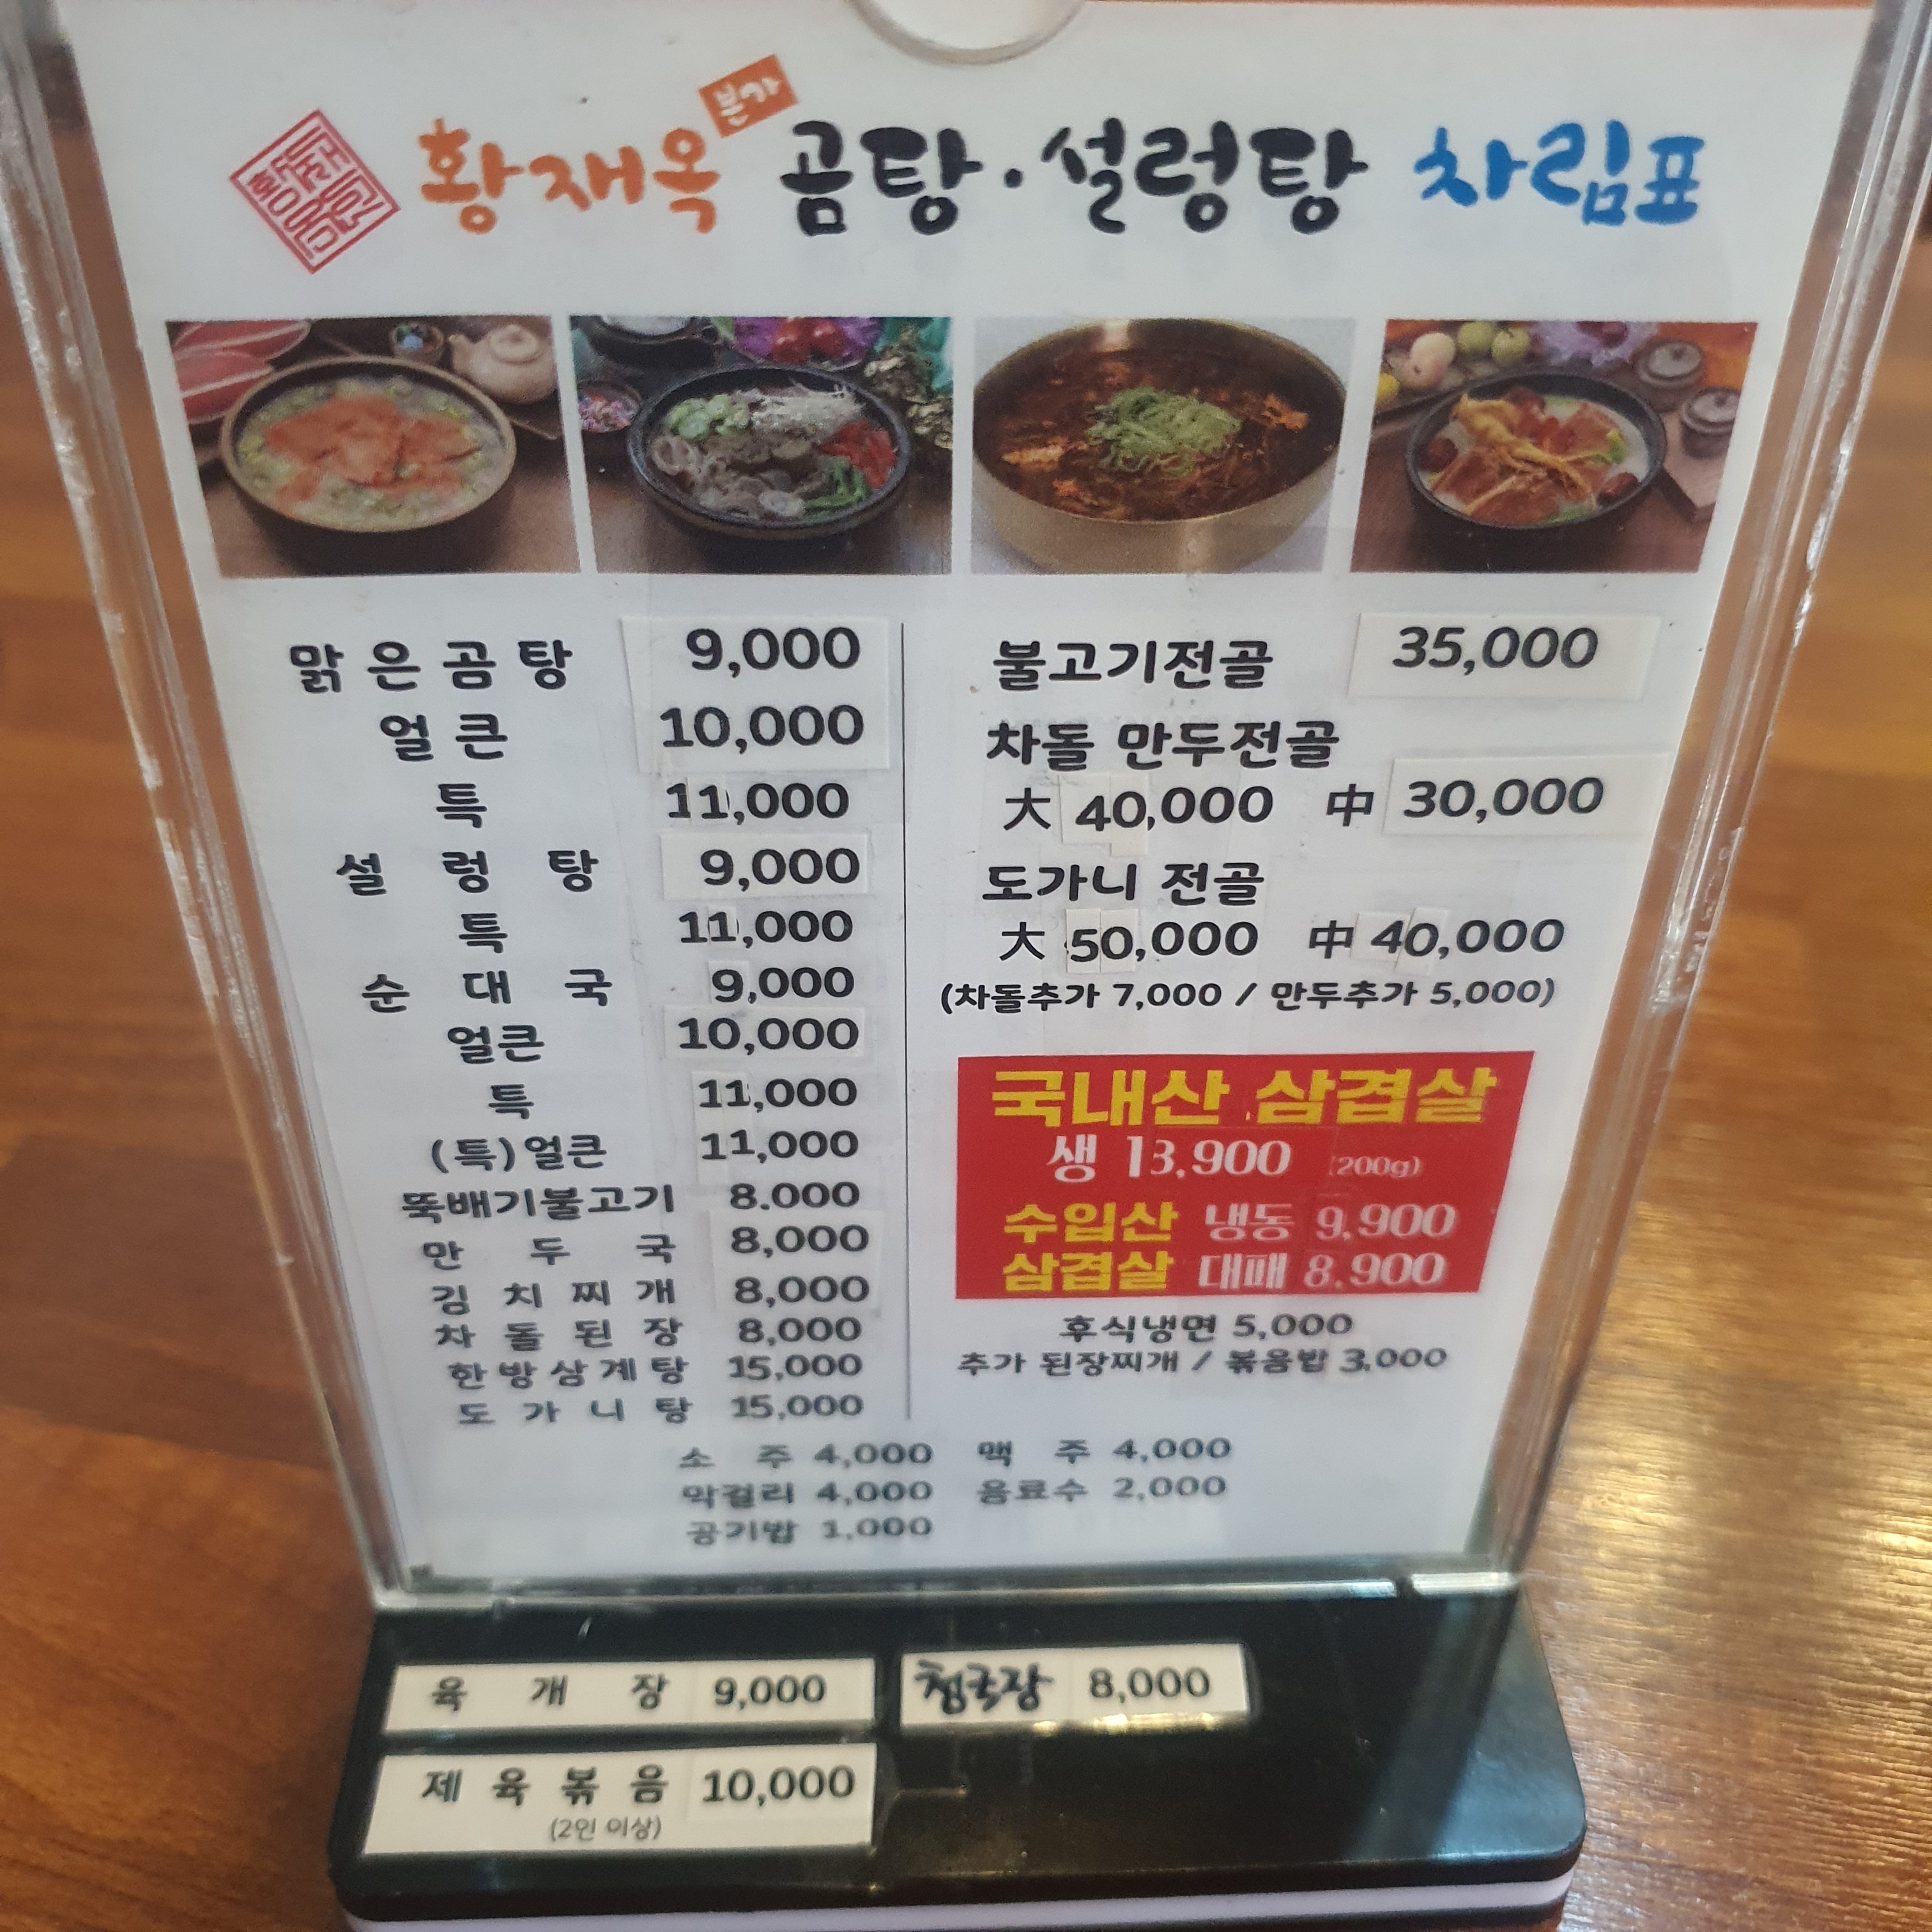 황재옥 본가 곰탕·설렁탕 차림표
맑은곰탕 9,000
얼큰 10,000
특 11,000
설렁탕 9,000
특 11,000
순대국 9,000
얼큰 10,000
특 11,000
(특)얼큰 11,000
뚝배기불고기 8.000
만두국 8,000
김치찌개 8,000
차돌된장 8,000
한방삼계탕 15,000
도가니탕 15,000
불고기전골 35,000
차돌 만두전골
大 40,000 中 30,000
도가니 전골
大 50,000 中 40,000
(차돌추가 7,000 / 만두추가 5,000)
국내산 삼겹살
생 13,900 (200g)
수입산 냉동 9,900
삼겹살 대패 8,900
후식냉면 5,000
추가 된장찌개 / 볶음밥 3,000
소주 4,000 맥주 4,000
막걸리 4,000 음료수 2,000
공기밥 1,000
육개장 9,000
청국장 8,000
제육볶음 10,000
(2인 이상)